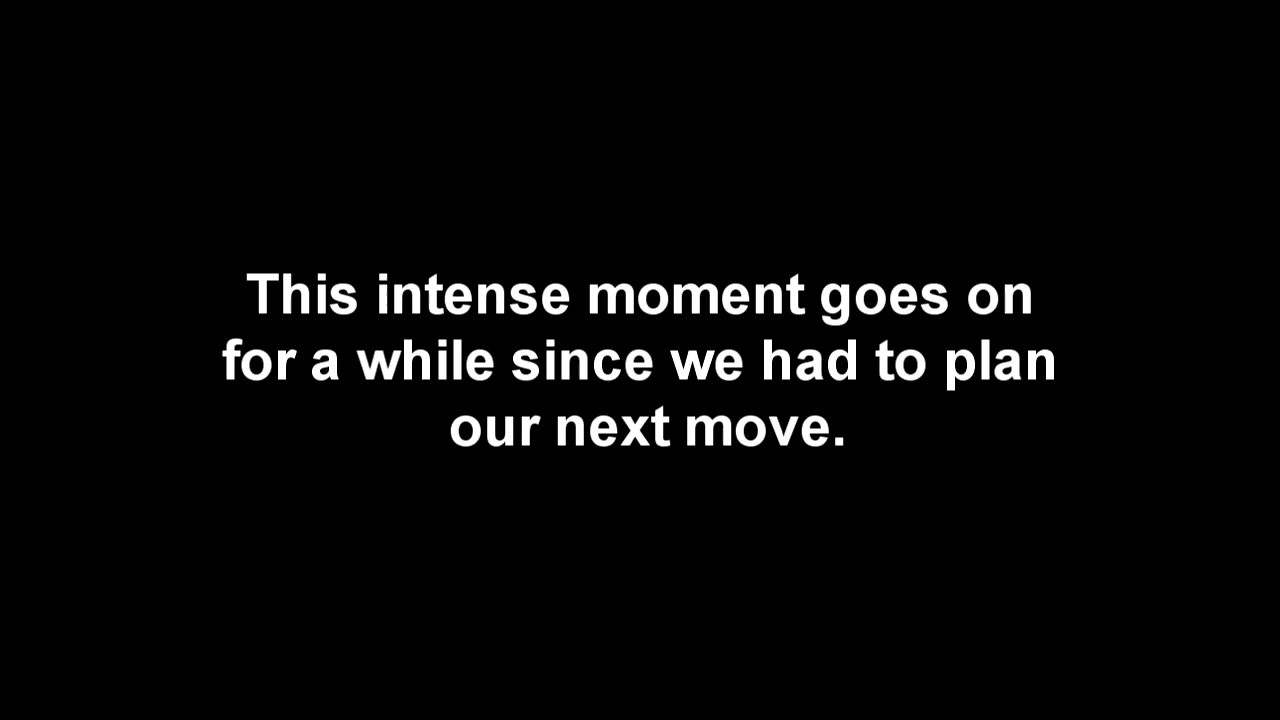 This intense moment goes on
for a while since we had to plan
our next move.